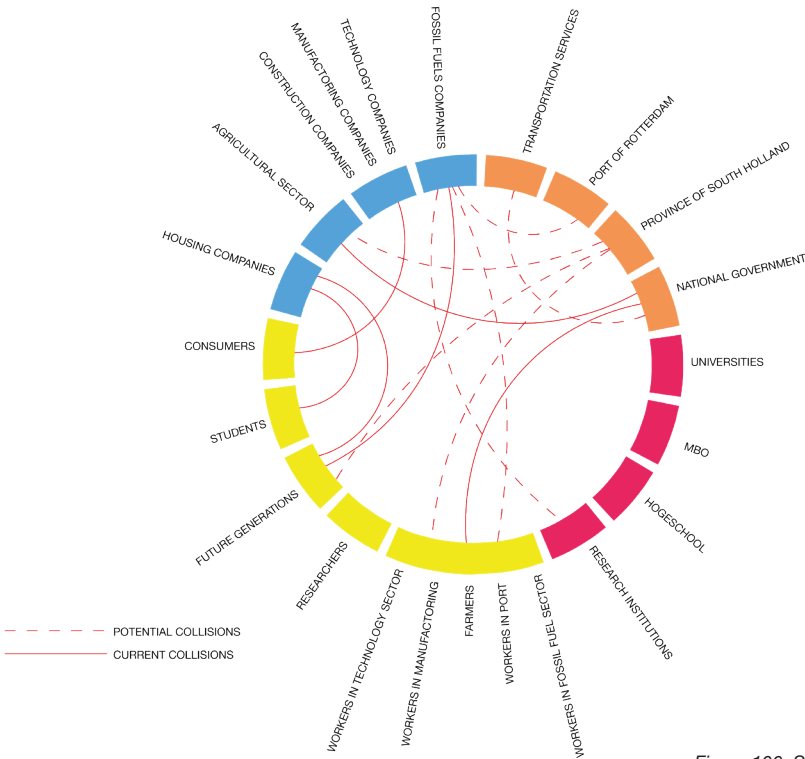 FOSSIL FUELS COMPANIES
TRANSPORTATION SERVICES
PORT OF ROTTERDAM
PROVINCE OF SOUTH HOLLAND
NATIONAL GOVERNMENT
UNIVERSITIES
MBO
HOGESCHOOL
RESEARCH INSTITUTIONS
WORKERS IN FOSSIL FUEL SECTOR
WORKERS IN PORT
FARMERS
WORKERS IN MANUFACTORING
WORKERS IN TECHNOLOGY SECTOR
RESEARCHERS
FUTURE GENERATIONS
STUDENTS
CONSUMERS
HOUSING COMPANIES
AGRICULTURAL SECTOR
CONSTRUCTION COMPANIES
MANUFACTORING COMPANIES
TECHNOLOGY COMPANIES
POTENTIAL COLLISIONS
CURRENT COLLISIONS